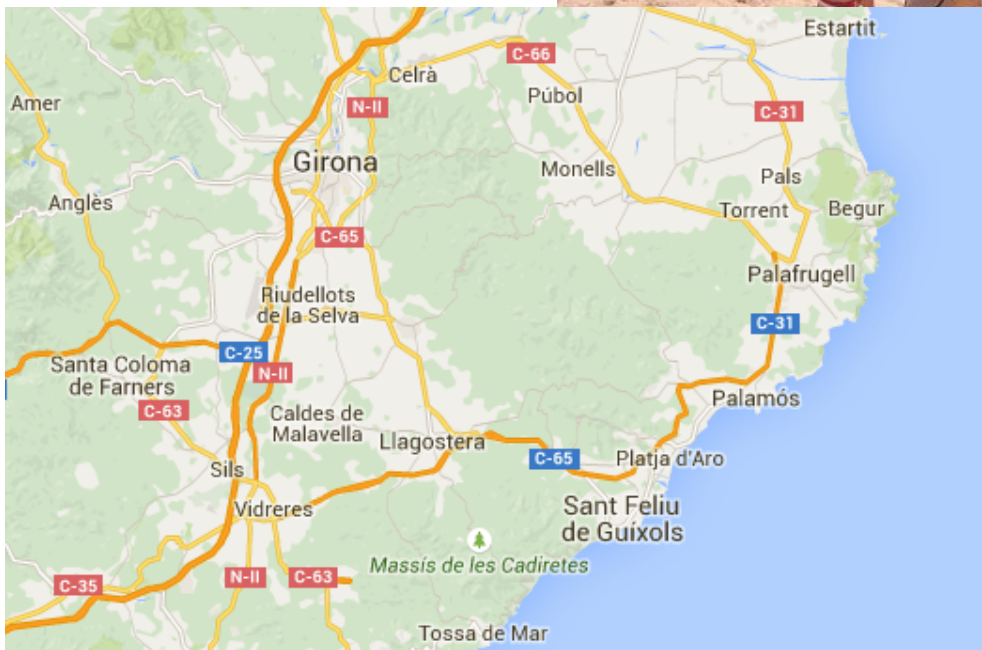 Estartit
C-66
Celrà
Amer
Púbol
N-II
C-31
Girona
Monells
Pals
Anglès
Torrent
Begur
C-65
Palafrugell
Riudellots
de la Selva
C-31
C-25
Santa Coloma
de Farners
N-II
Palamós
C-63
Caldes de
Malavella
Llagostera
C-65
Platja d'Aro
Sils
Sant Feliu
de Guíxols
Vidreres
Massís de les Cadiretes
N-II
C-63
C-35
Tossa de Mar